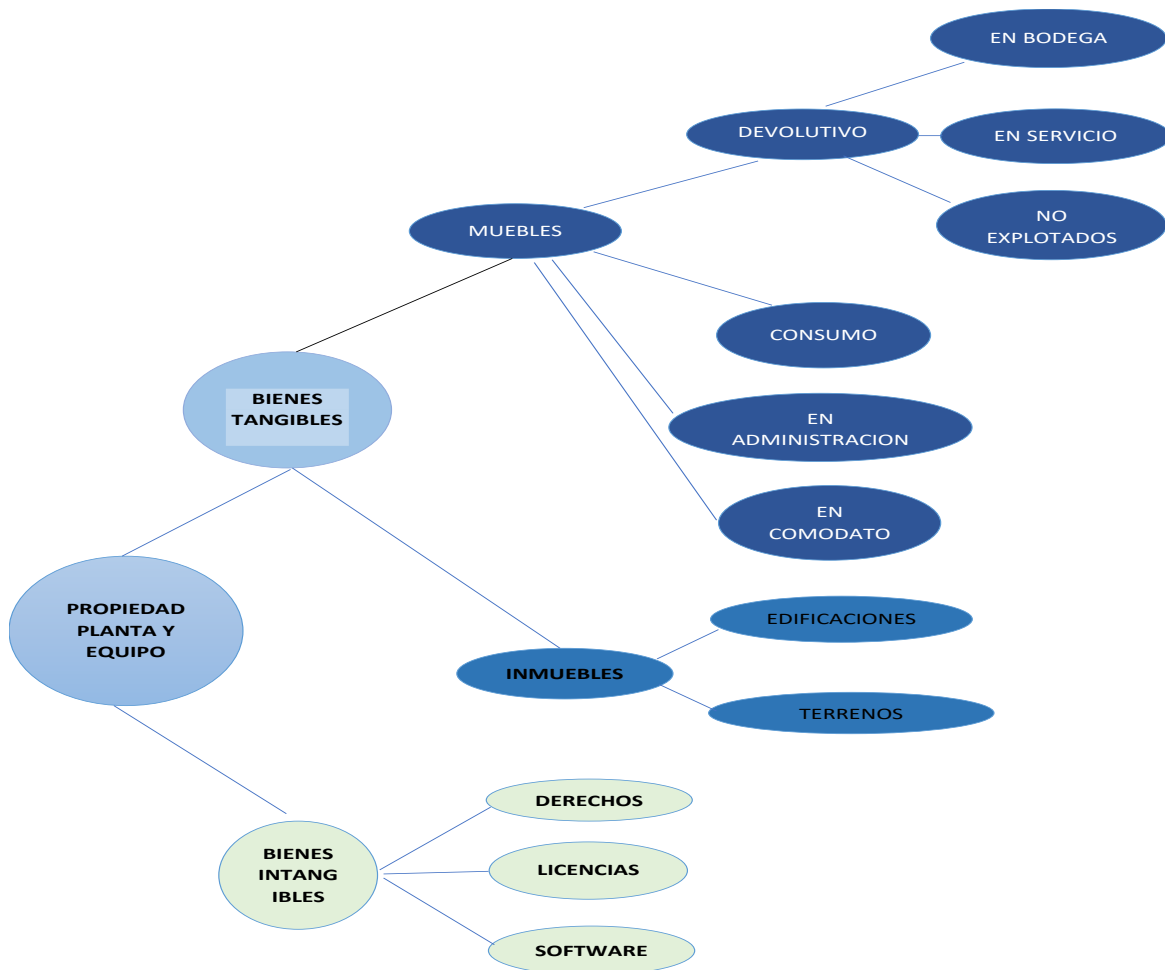 EN BODEGA
DEVOLUTIVO
EN SERVICIO
NO
EXPLOTADOS
MUEBLES
CONSUMO
BIENES
TANGIBLES
EN
ADMINISTRACION
EN
COMODATO
PROPIEDAD
PLANTA Y
EQUIPO
EDIFICACIONES
INMUEBLES
TERRENOS
DERECHOS
BIENES
INTANG
IBLES
LICENCIAS
SOFTWARE